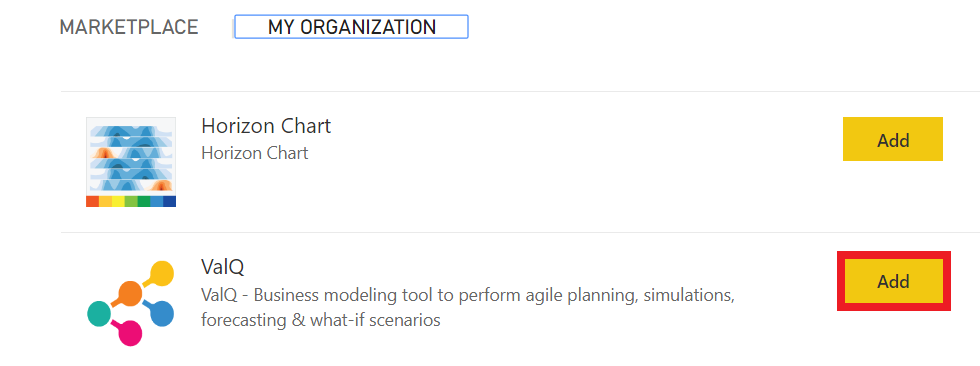 MARKETPLACE MY ORGANIZATION
Horizon Chart
Horizon Chart
Add
ValQ
ValQ - Business modeling tool to perform agile planning, simulations,
forecasting & what-if scenarios
Add